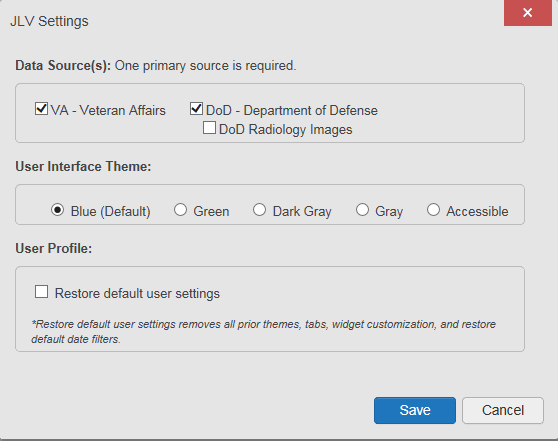 JLV Settings
Data Source(s): One primary source is required.
VA - Veteran Affairs DoD - Department of Defense
DoD Radiology Images
User Interface Theme:
Blue (Default) Green Dark Gray Gray Accessible
User Profile:
Restore default user settings
*Restore default user settings removes all prior themes, tabs, widget customization, and restore
default date filters.
Save Cancel